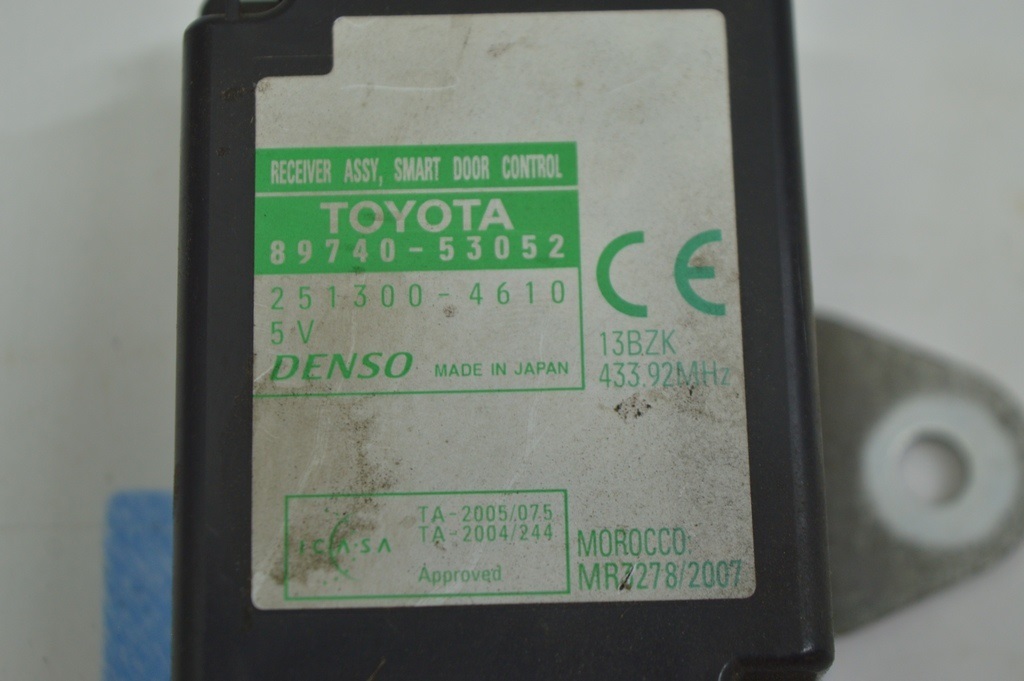 RECEIVER ASSY, SMART DOOR CONTROL
TOYOTA
89740-53052
251300-4610
5V
DENSO MADE IN JAPAN
CE
13BZK
433.92MHz
ICASA
TA-2005/075
TA-2004/244
Approved
MOROCCO:
MR3278/2007